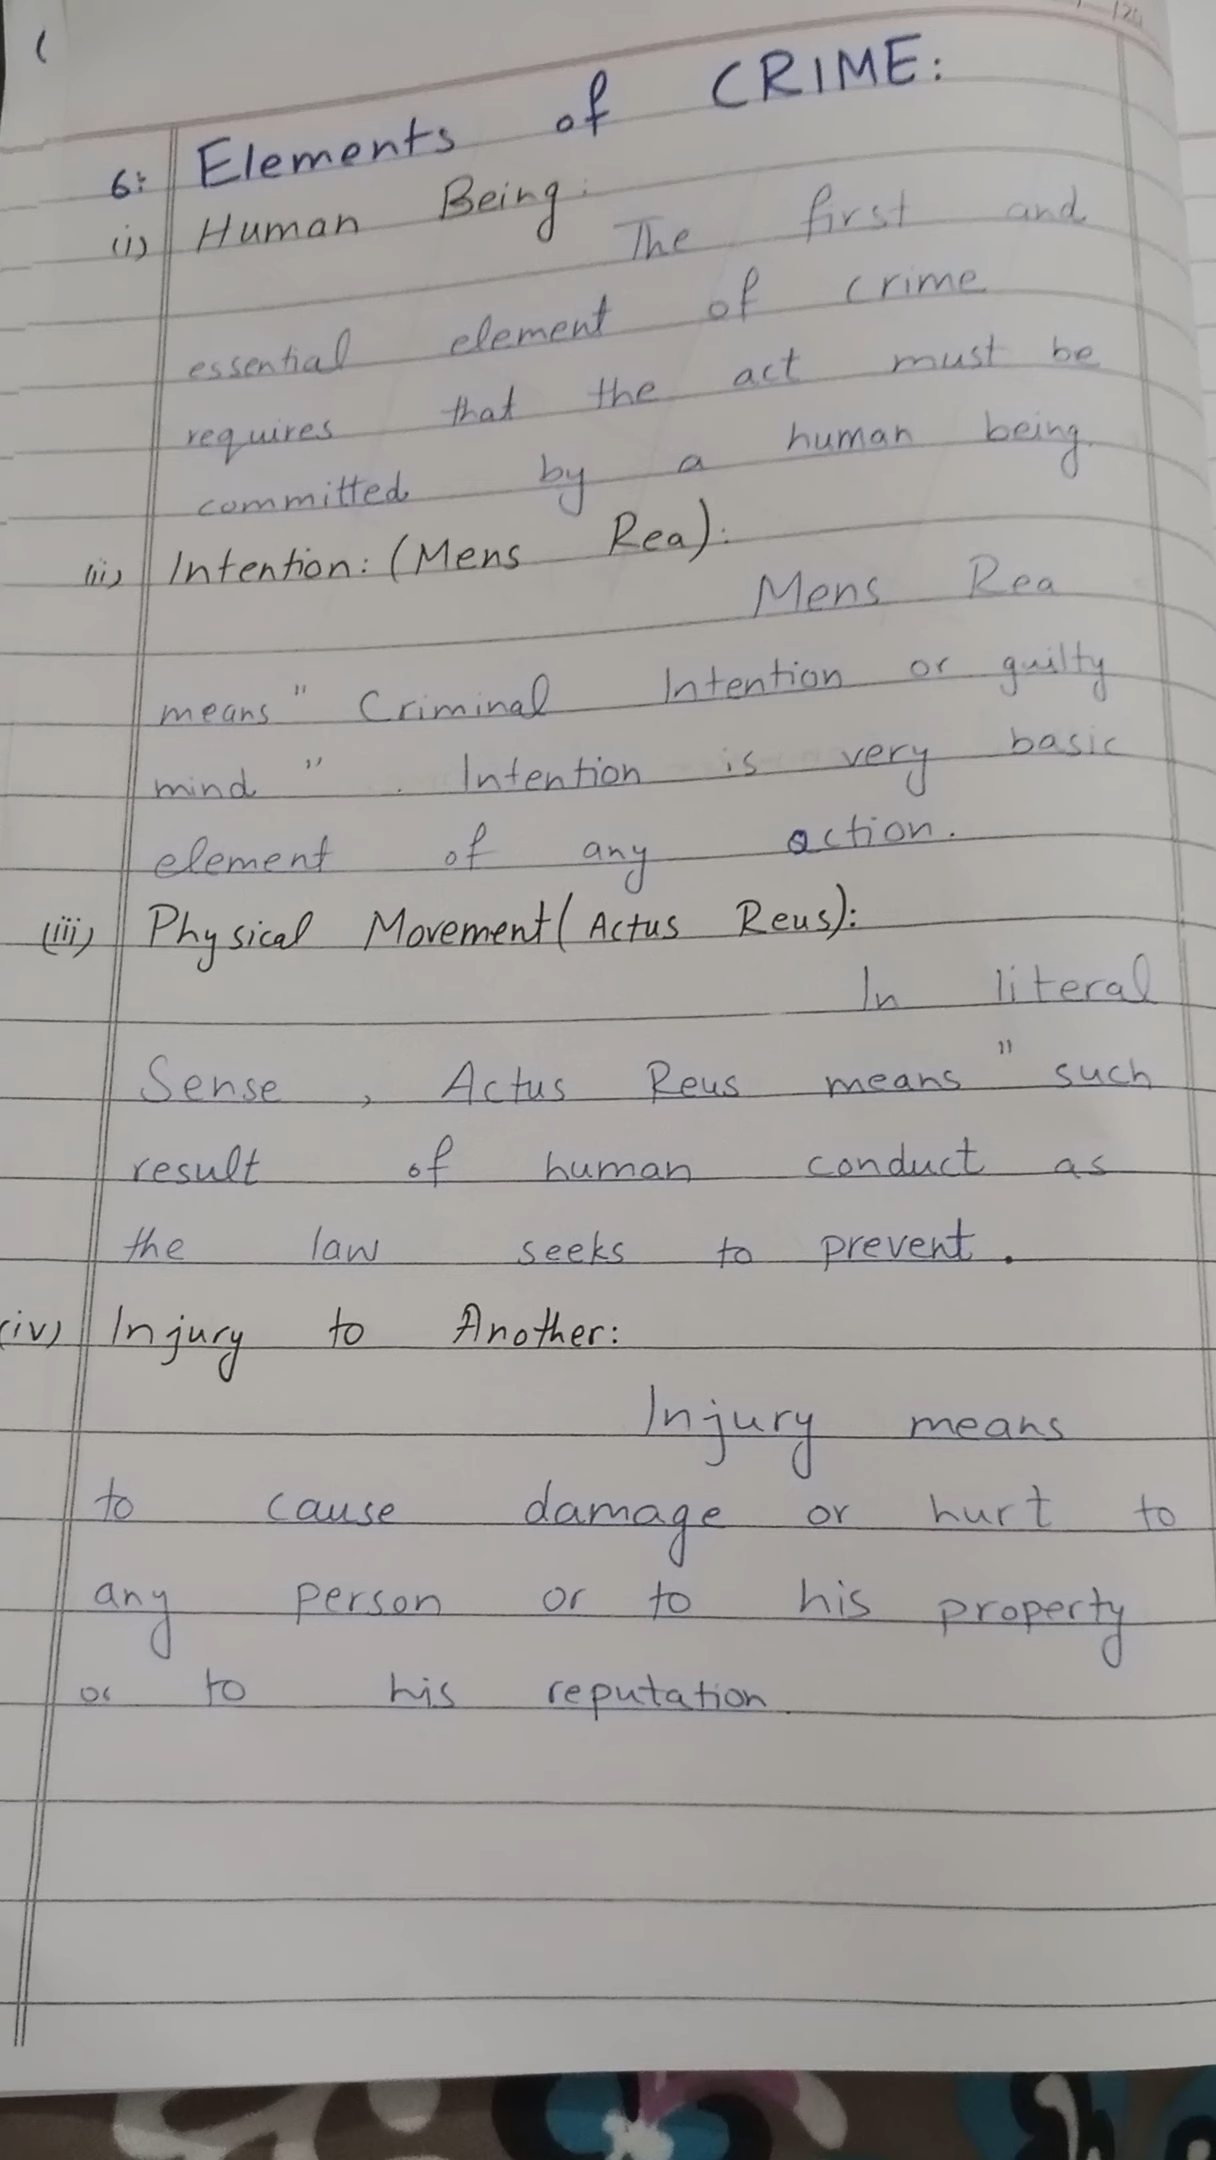 6: Elements of CRIME:
(i) Human Being:
The first and
essential element of crime
requires that the act must be
committed by a human being.
(ii) Intention: (Mens Rea):
Mens Rea
means " Criminal Intention or guilty
mind " . Intention is very basic
element of any action.
(iii) Physical Movement (Actus Reus):
In literal
Sense , Actus Reus means " such
result of human conduct as
the law seeks to prevent .
(iv) Injury to Another:
Injury means
to cause damage or hurt to
any person or to his property
or to his reputation.